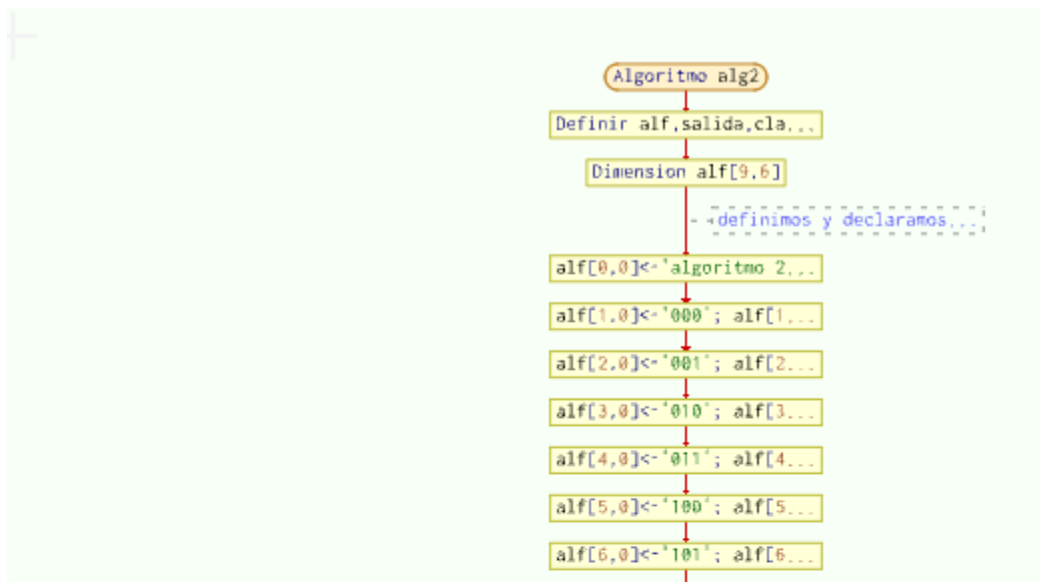 Algoritmo alg2
Definir alf,salida,cla...
Dimension alf[9,6]
definimos y declaramos...
alf[0,0]<-'algoritmo 2...
alf[1,0]<-'000'; alf[1...
alf[2,0]<-'001'; alf[2...
alf[3,0]<-'010'; alf[3...
alf[4,0]<-'011'; alf[4...
alf[5,0]<-'100'; alf[5...
alf[6,0]<-'101'; alf[6...